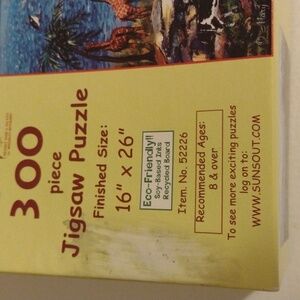 300
piece
Jigsaw Puzzle
Finished Size:
16" x 26"
Eco-Friendly!!
Soy-Based Inks
Recycled Board
Item. No. 52226
Recommended Ages:
8 & over
To see more exciting puzzles
log on to:
WWW.SUNSOUT.COM